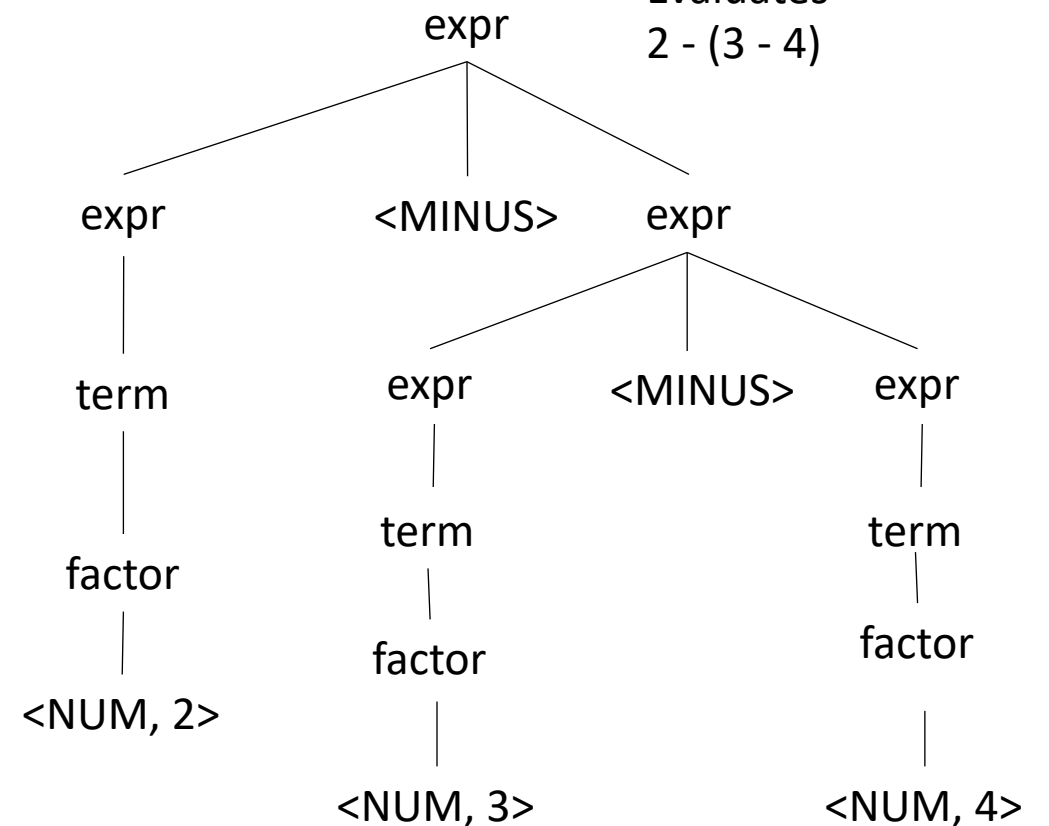 Evaluates
expr
2 - (3 - 4)
expr <MINUS> expr
term expr <MINUS> expr
term term
factor factor factor
<NUM, 2>
<NUM, 3> <NUM, 4>